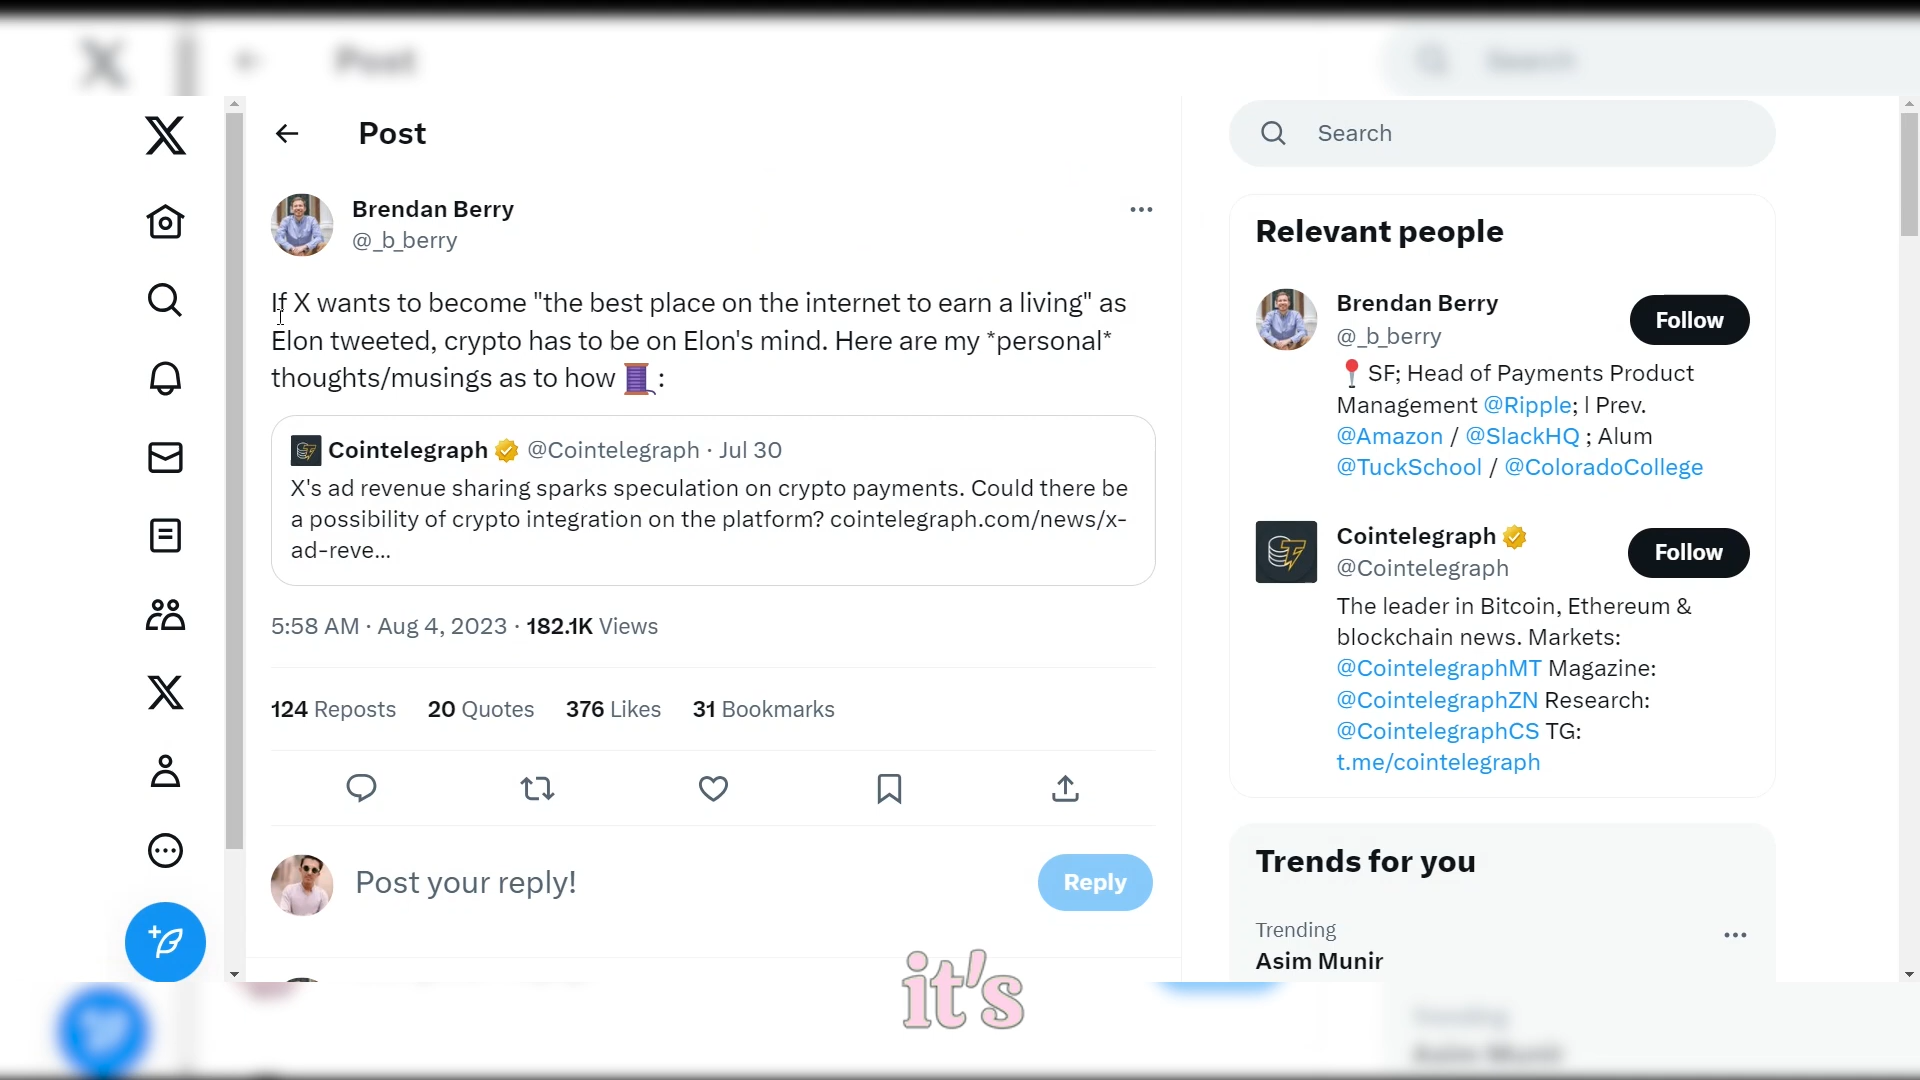 Post
Search
Post
Search
Brendan Berry
@_b_berry
If X wants to become "the best place on the internet to earn a living" as
Elon tweeted, crypto has to be on Elon's mind. Here are my *personal*
thoughts/musings as to how 🧵:
Cointelegraph @Cointelegraph · Jul 30
X's ad revenue sharing sparks speculation on crypto payments. Could there be
a possibility of crypto integration on the platform? cointelegraph.com/news/x-
ad-reve...
5:58 AM · Aug 4, 2023 · 182.1K Views
124 Reposts 20 Quotes 376 Likes 31 Bookmarks
Post your reply!
Reply
Relevant people
Brendan Berry
@_b_berry
Follow
📍SF; Head of Payments Product
Management @Ripple; | Prev.
@Amazon / @SlackHQ ; Alum
@TuckSchool / @ColoradoCollege
Cointelegraph
@Cointelegraph
Follow
The leader in Bitcoin, Ethereum &
blockchain news. Markets:
@CointelegraphMT Magazine:
@CointelegraphZN Research:
@CointelegraphCS TG:
t.me/cointelegraph
Trends for you
Trending
Asim Munir
it's
Trending
Asim Munir